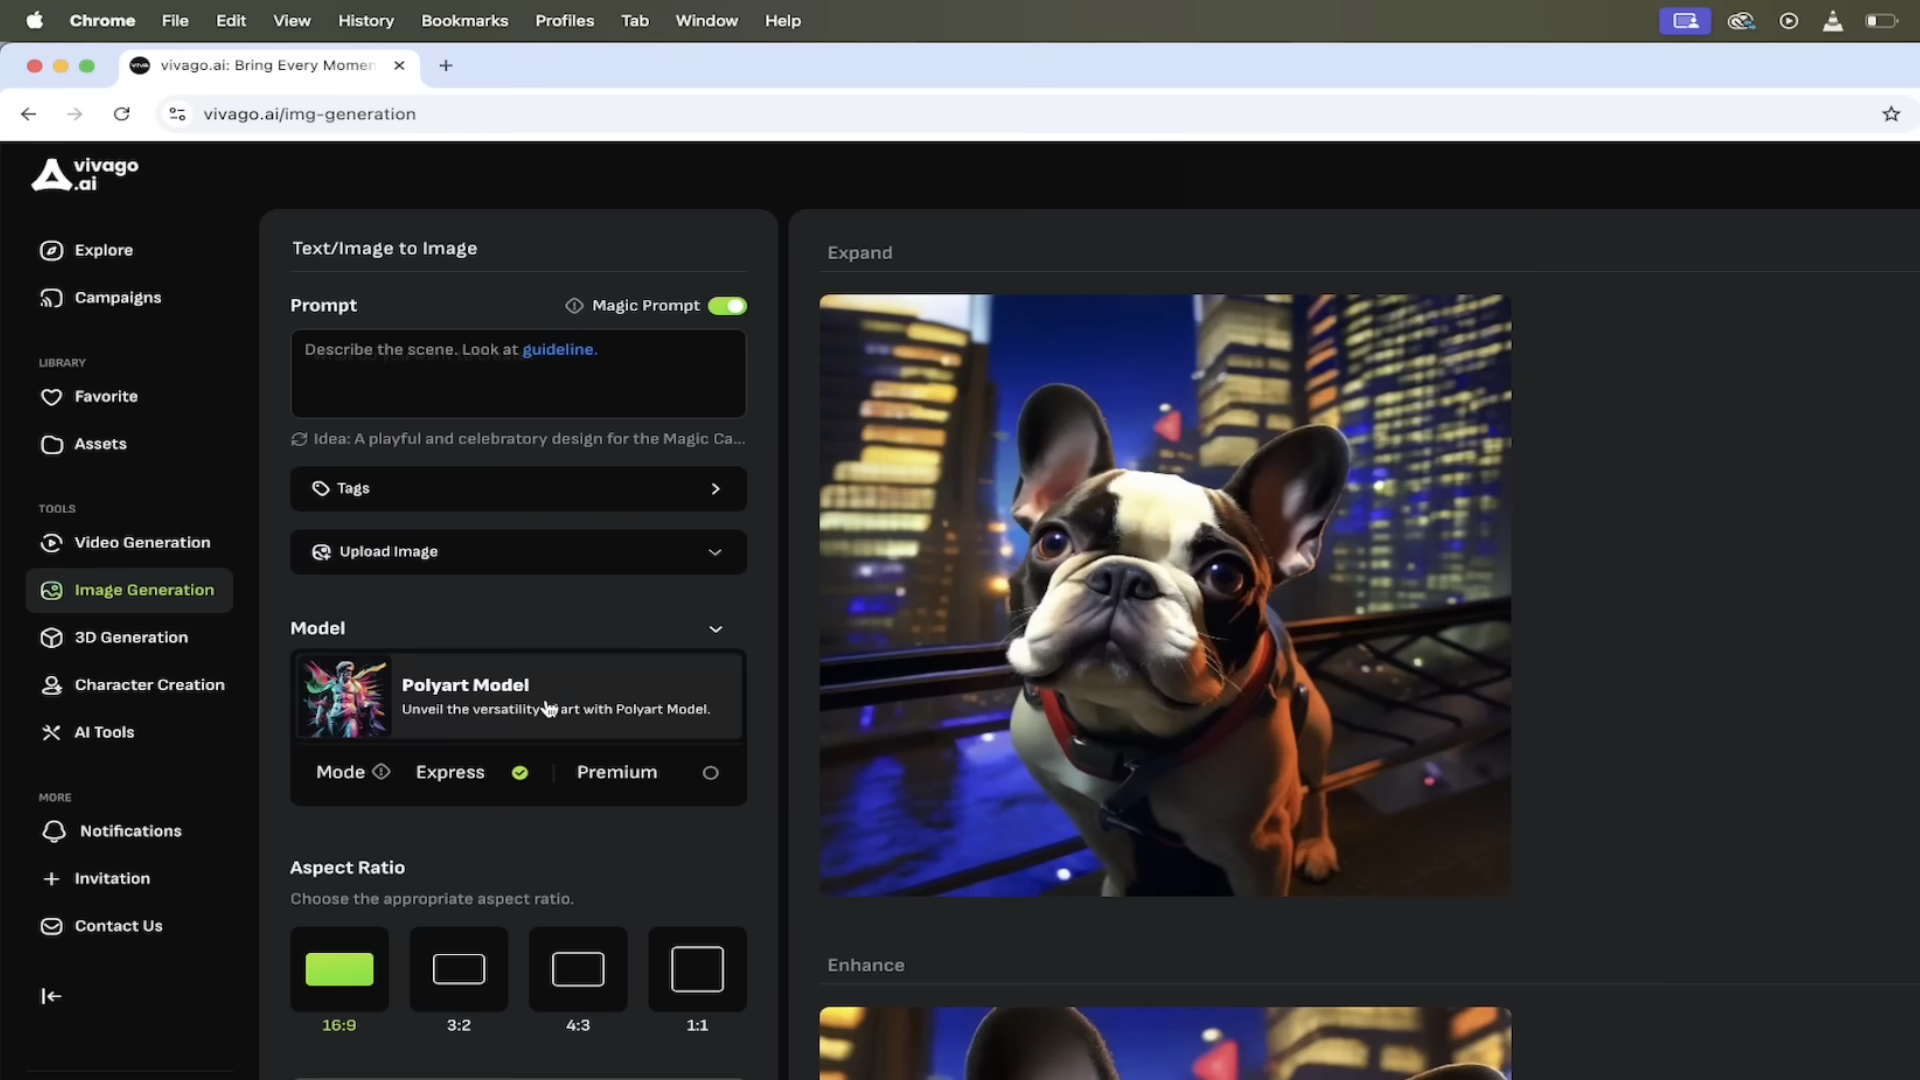 Chrome File Edit View History Bookmarks Profiles Tab Window Help
vivago.ai: Bring Every Momen
vivago.ai/img-generation
vivago
.ai
Explore
Campaigns
LIBRARY
Favorite
Assets
TOOLS
Video Generation
Image Generation
3D Generation
Character Creation
AI Tools
MORE
Notifications
Invitation
Contact Us
Text/Image to Image
Prompt Magic Prompt
Describe the scene. Look at guideline.
Idea: A playful and celebratory design for the Magic Ca...
Tags
Upload Image
Model
Polyart Model
Unveil the versatility art with Polyart Model.
Mode Express Premium
Aspect Ratio
Choose the appropriate aspect ratio.
16:9 3:2 4:3 1:1
Expand
Enhance